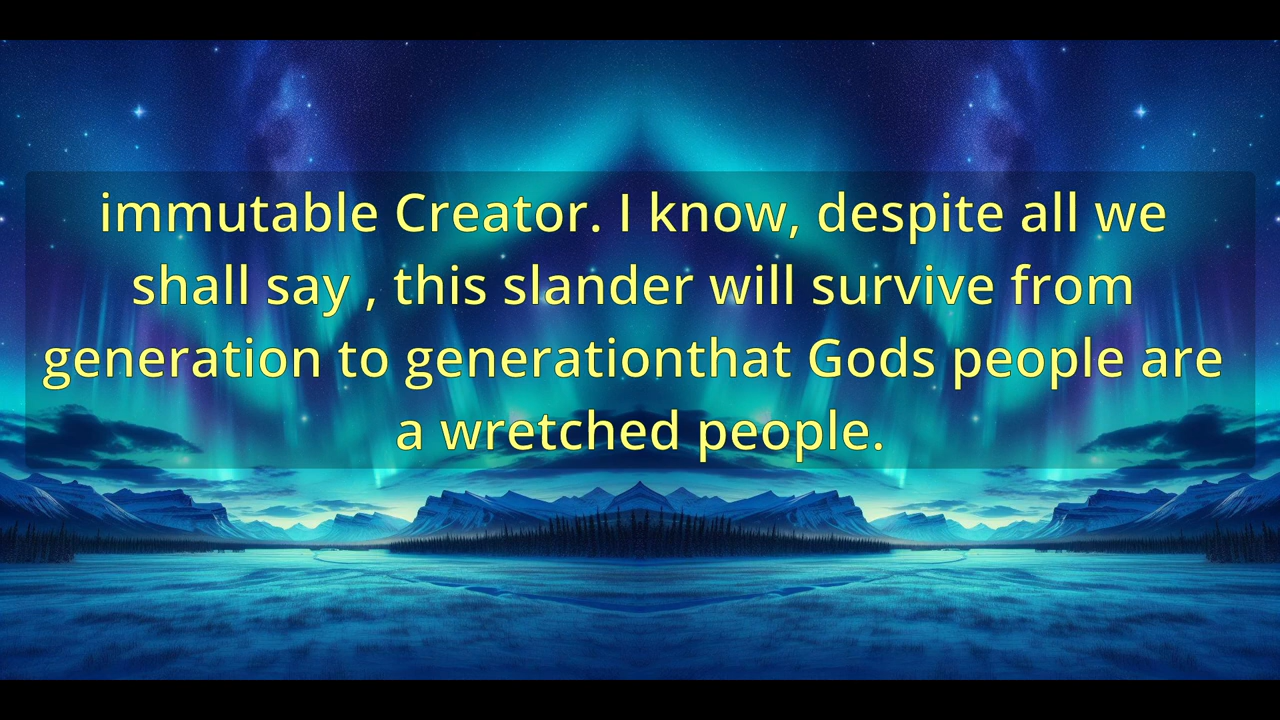 immutable Creator. I know, despite all we
shall say , this slander will survive from
generation to generationthat Gods people are
a wretched people.